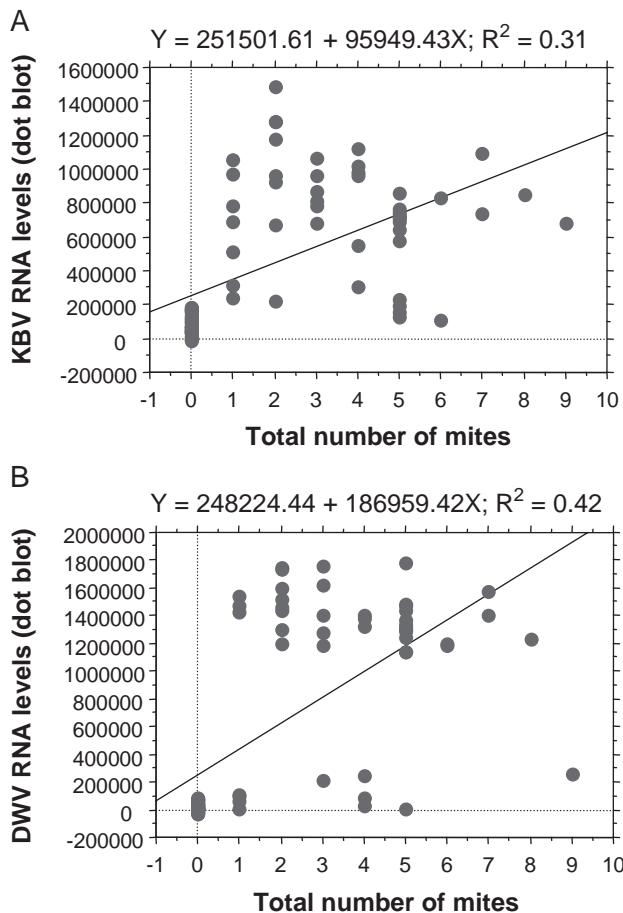 A
Y = 251501.61 + 95949.43X; R² = 0.31
KBV RNA levels (dot blot)
1600000
1400000
1200000
1000000
800000
600000
400000
200000
0
-200000
-1 0 1 2 3 4 5 6 7 8 9 10
Total number of mites
B
Y = 248224.44 + 186959.42X; R² = 0.42
DWV RNA levels (dot blot)
2000000
1800000
1600000
1400000
1200000
1000000
800000
600000
400000
200000
0
-200000
-1 0 1 2 3 4 5 6 7 8 9 10
Total number of mites